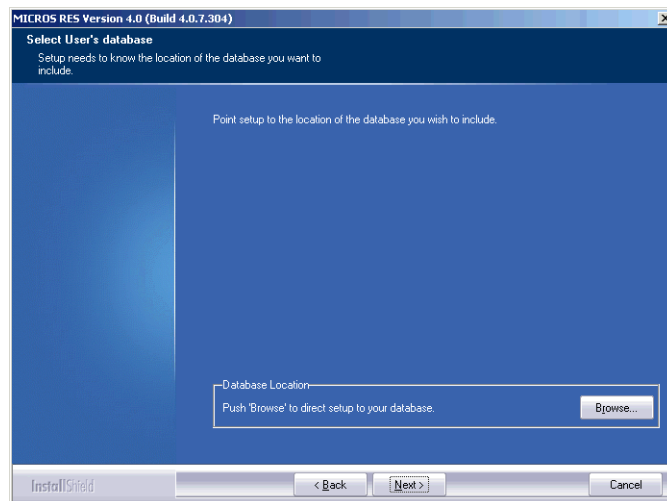 MICROS RES Version 4.0 (Build 4.0.7.304)
Select User's database
Setup needs to know the location of the database you want to
include.
Point setup to the location of the database you wish to include.
Database Location
Push 'Browse' to direct setup to your database.
Browse...
InstallShield
< Back
Next >
Cancel